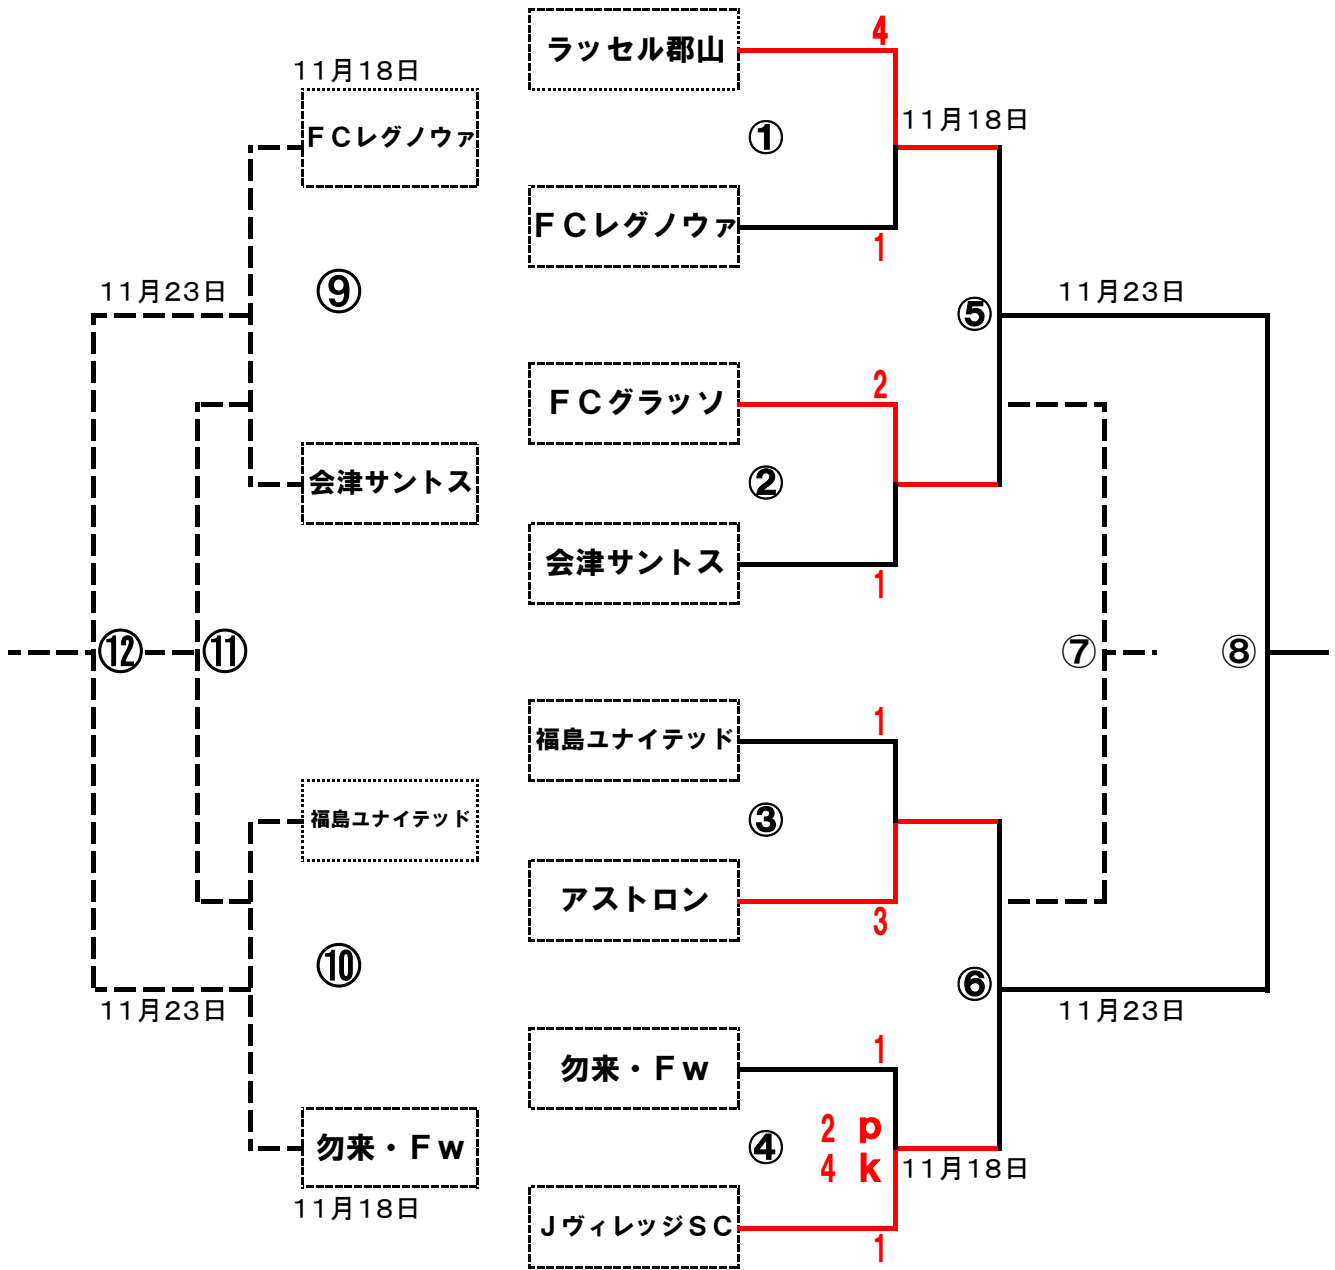 ラッセル郡山
4
11月18日
11月18日
FCレグノウァ
①
FCレグノウァ
1
⑨
11月23日
11月23日
⑤
FCグラッソ
2
会津サントス
②
会津サントス
1
⑫
⑪
⑦
⑧
福島ユナイテッド
1
福島ユナイテッド
③
アストロン
3
⑩
⑥
11月23日
11月23日
勿来・Fw
1
2 p
4 k
④
勿来・Fw
11月18日
11月18日
JヴィレッジSC
1